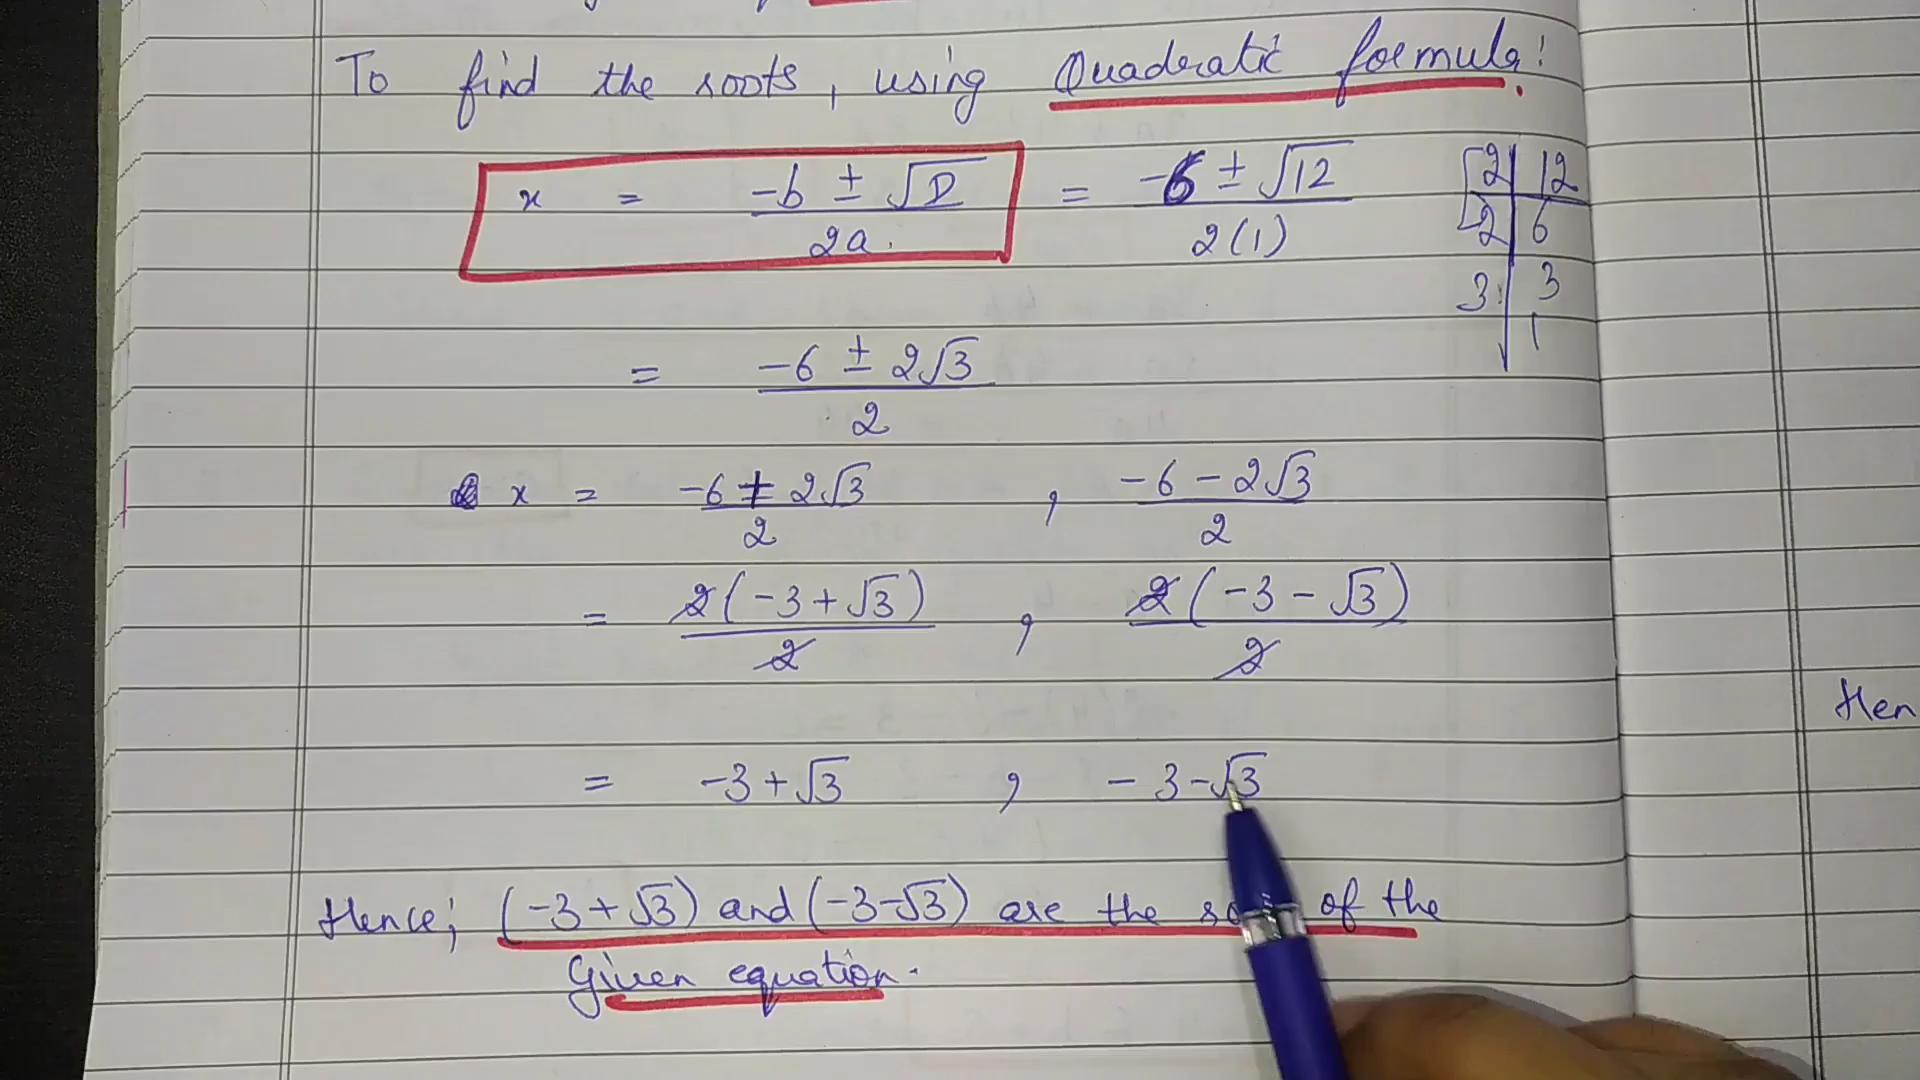 To find the roots, using Quadratic formula:
x = -b ± √D / 2a = -6 ± √12 / 2(1)
2 | 12
2 | 6
3 | 3
1
= -6 ± 2√3 / 2
x = -6 + 2√3 / 2 , -6 - 2√3 / 2
= 2(-3+√3) / 2 , 2(-3-√3) / 2
= -3+√3 , -3-√3
Hence; (-3+√3) and (-3-√3) are the of the
Given equation.
Hen